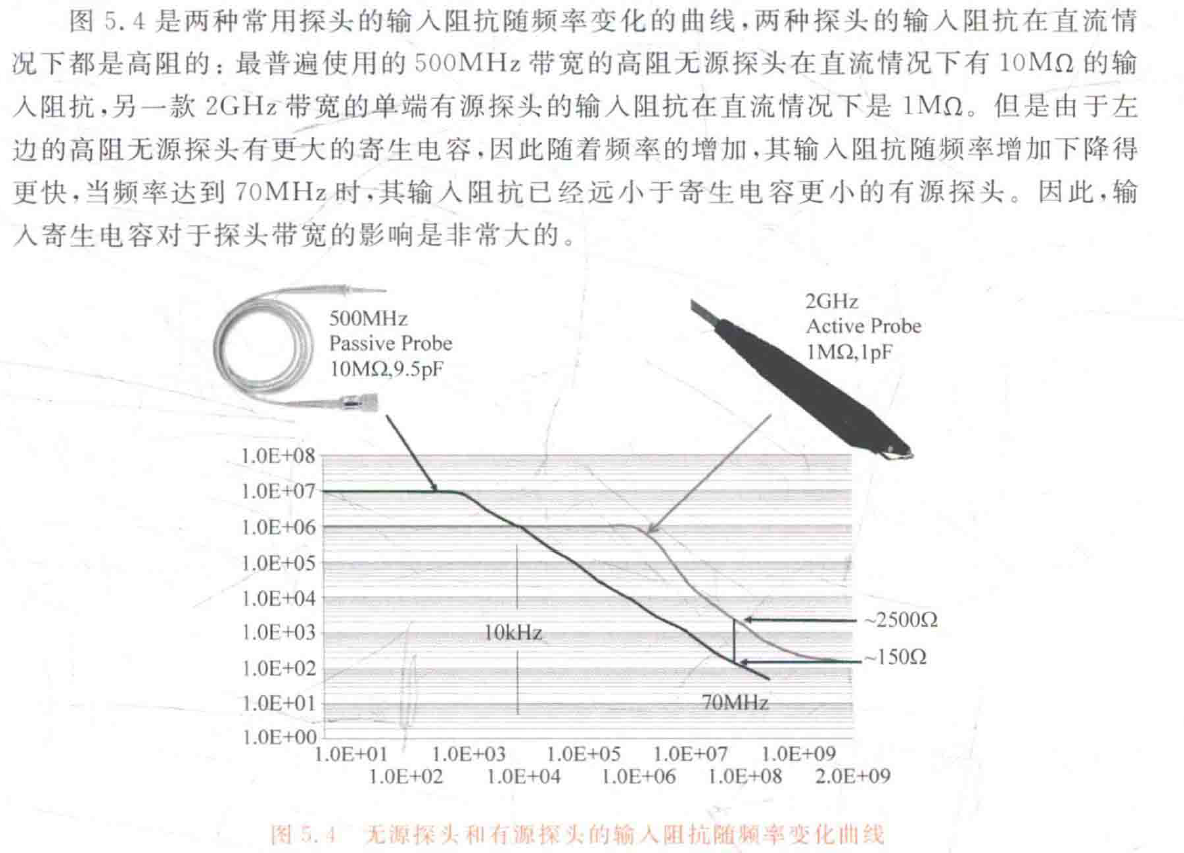 图 5.4 是两种常用探头的输入阻抗随频率变化的曲线,两种探头的输入阻抗在直流情
况下都是高阻的：最普遍使用的 500MHz 带宽的高阻无源探头在直流情况下有 10MΩ 的输
入阻抗,另一款 2GHz 带宽的单端有源探头的输入阻抗在直流情况下是 1MΩ。但是由于左
边的高阻无源探头有更大的寄生电容,因此随着频率的增加,其输入阻抗随频率增加下降得
更快,当频率达到 70MHz 时,其输入阻抗已经远小于寄生电容更小的有源探头。因此,输
入寄生电容对于探头带宽的影响是非常大的。
500MHz
Passive Probe
10MΩ,9.5pF
2GHz
Active Probe
1MΩ,1pF
1.0E+08
1.0E+07
1.0E+06
1.0E+05
1.0E+04
1.0E+03
1.0E+02
1.0E+01
1.0E+00
10kHz
70MHz
~2500Ω
~150Ω
1.0E+01 1.0E+03 1.0E+05 1.0E+07 1.0E+09
1.0E+02 1.0E+04 1.0E+06 1.0E+08 2.0E+09
图 5.4 无源探头和有源探头的输入阻抗随频率变化曲线